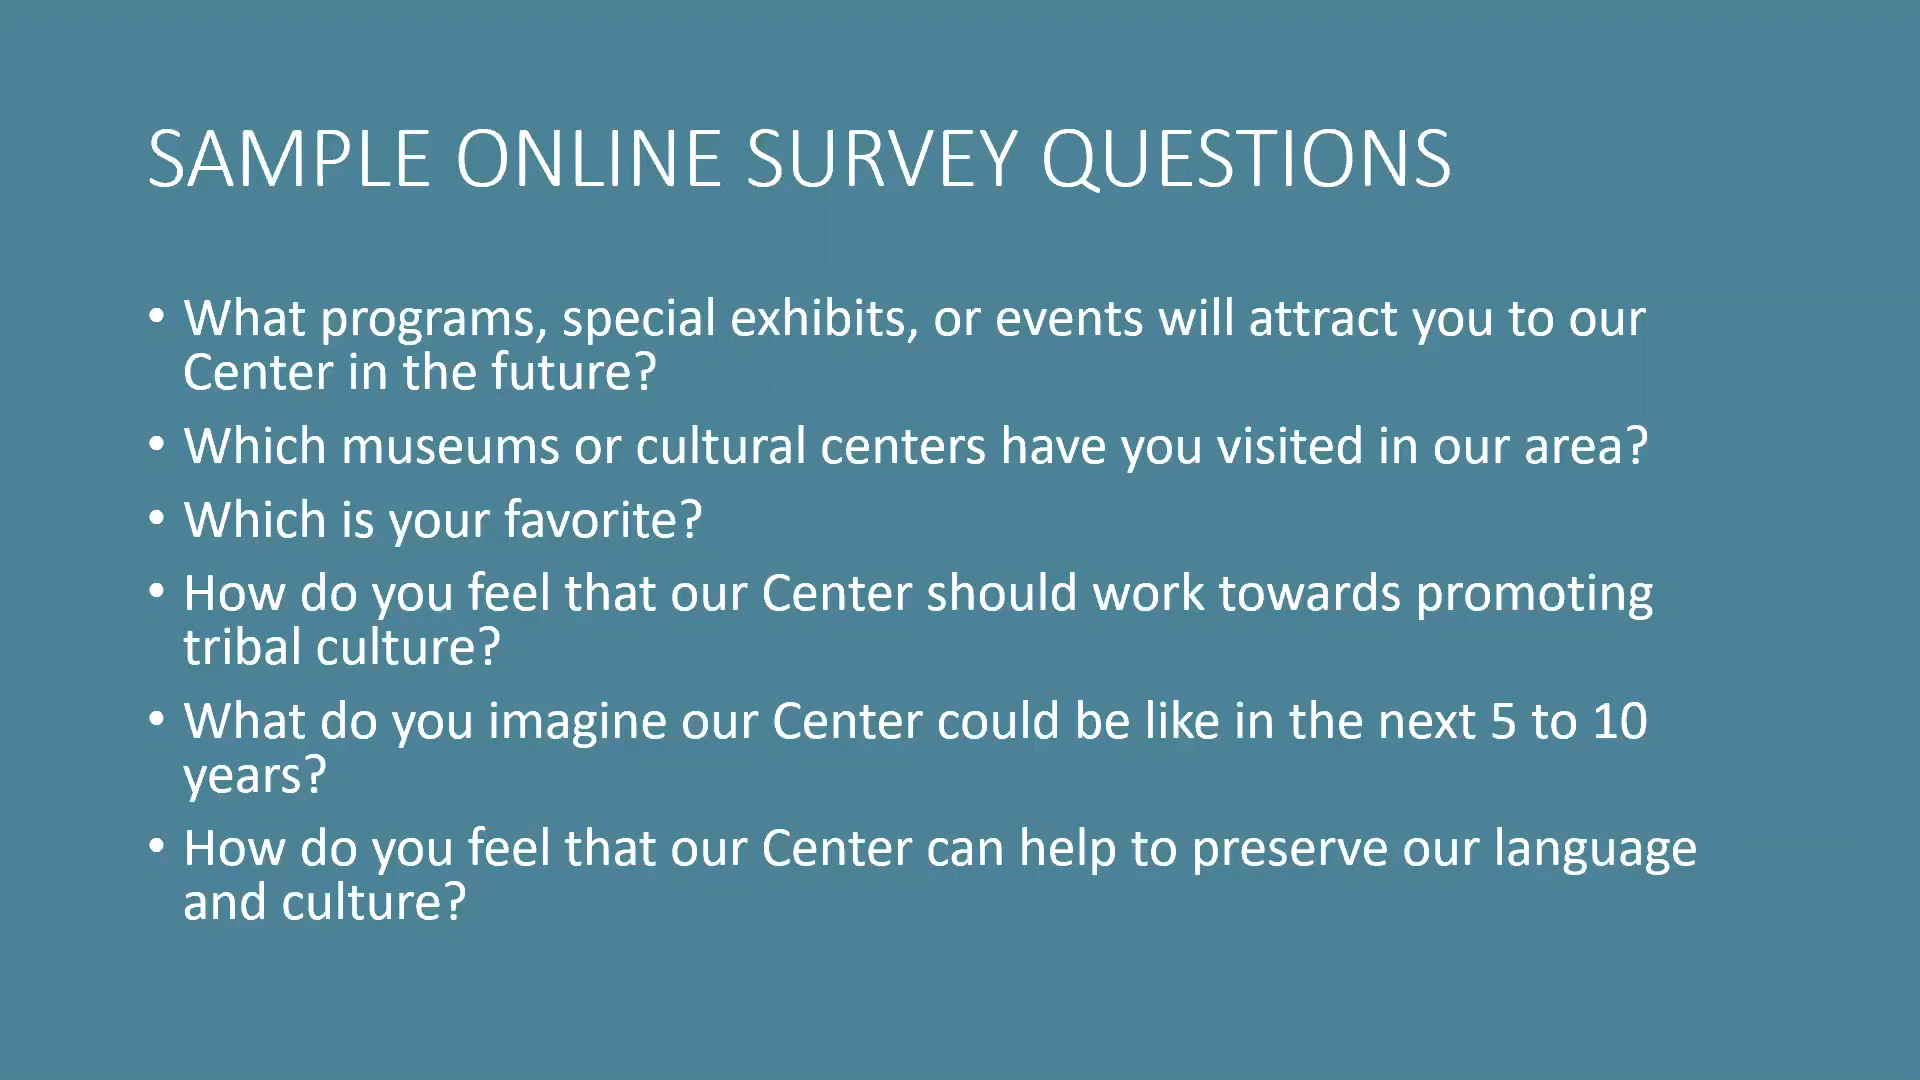 SAMPLE ONLINE SURVEY QUESTIONS
• What programs, special exhibits, or events will attract you to our
Center in the future?
• Which museums or cultural centers have you visited in our area?
• Which is your favorite?
• How do you feel that our Center should work towards promoting
tribal culture?
• What do you imagine our Center could be like in the next 5 to 10
years?
• How do you feel that our Center can help to preserve our language
and culture?